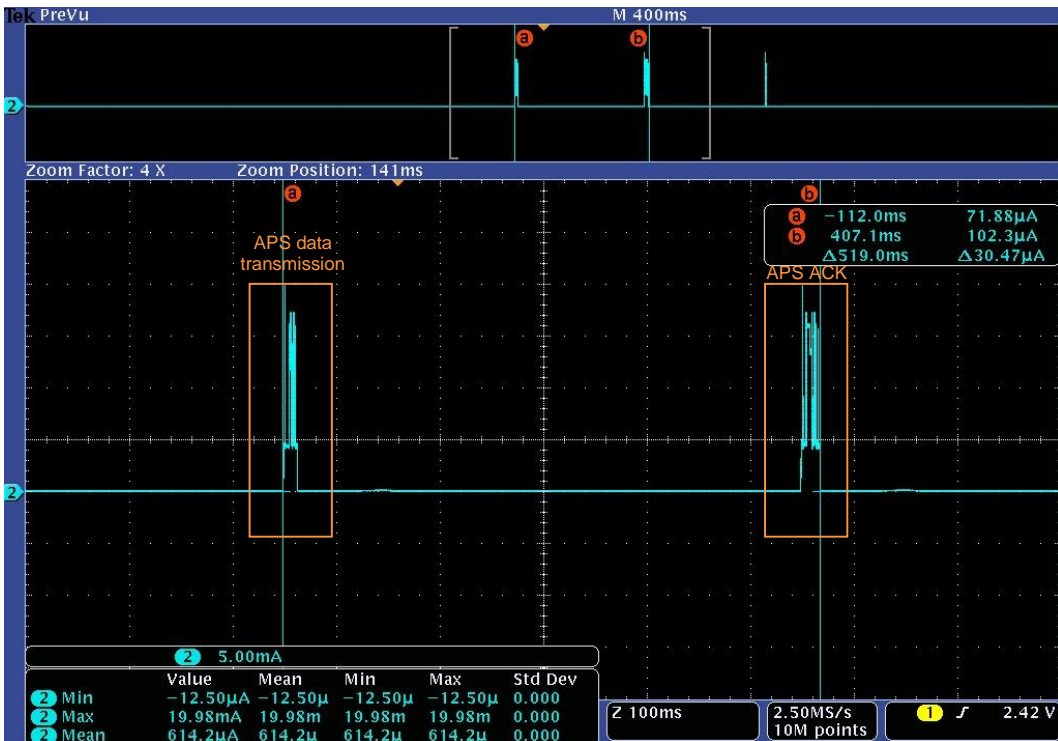 Tek PreVu M 400ms
a b
2
Zoom Factor: 4 X Zoom Position: 141ms
a b
a −112.0ms 71.88µA
b 407.1ms 102.3µA
Δ519.0ms Δ30.47µA
APS data
transmission
APS ACK
2
2 5.00mA
Value Mean Min Max Std Dev
2 Min −12.50µA −12.50µ −12.50µ −12.50µ 0.000
2 Max 19.98mA 19.98m 19.98m 19.98m 0.000
2 Mean 614.2µA 614.2µ 614.2µ 614.2µ 0.000
Z 100ms
2.50MS/s
10M points
1 2.42 V